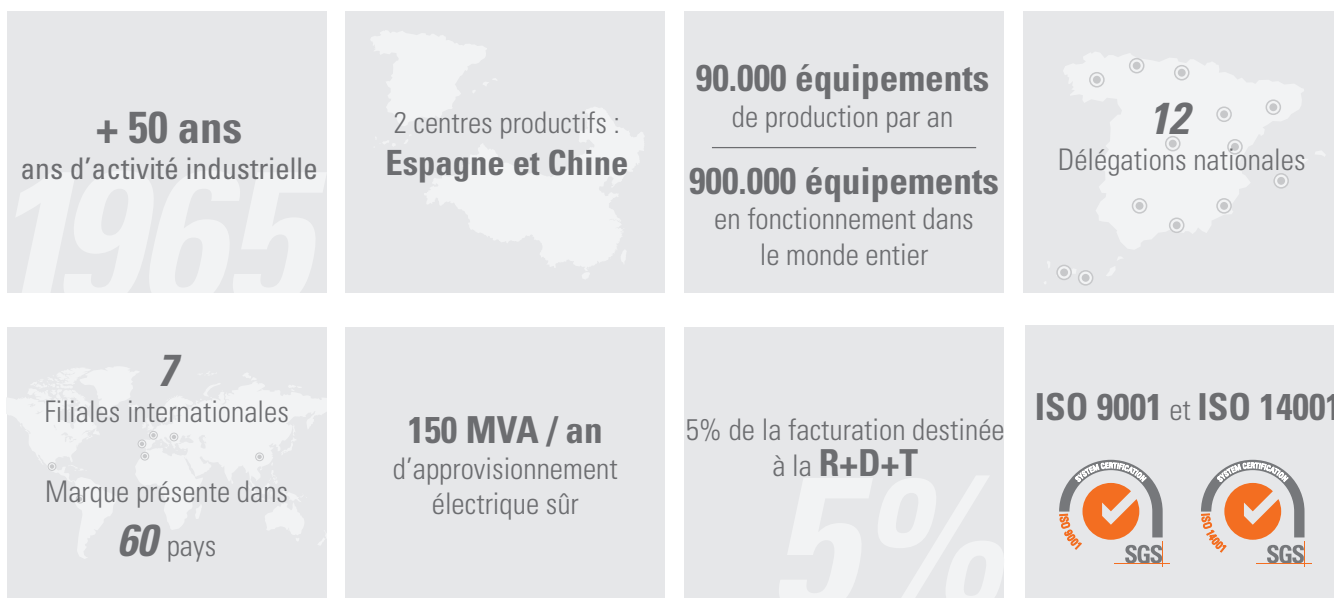 + 50 ans
ans d’activité industrielle
1965
2 centres productifs :
Espagne et Chine
90.000 équipements
de production par an
900.000 équipements
en fonctionnement dans
le monde entier
12
Délégations nationales
7
Filiales internationales
Marque présente dans
60 pays
150 MVA / an
d’approvisionnement
électrique sûr
5% de la facturation destinée
à la R+D+T
5%
ISO 9001 et ISO 14001
SYSTEM CERTIFICATION
ISO 9001
SGS
SYSTEM CERTIFICATION
ISO 14001
SGS